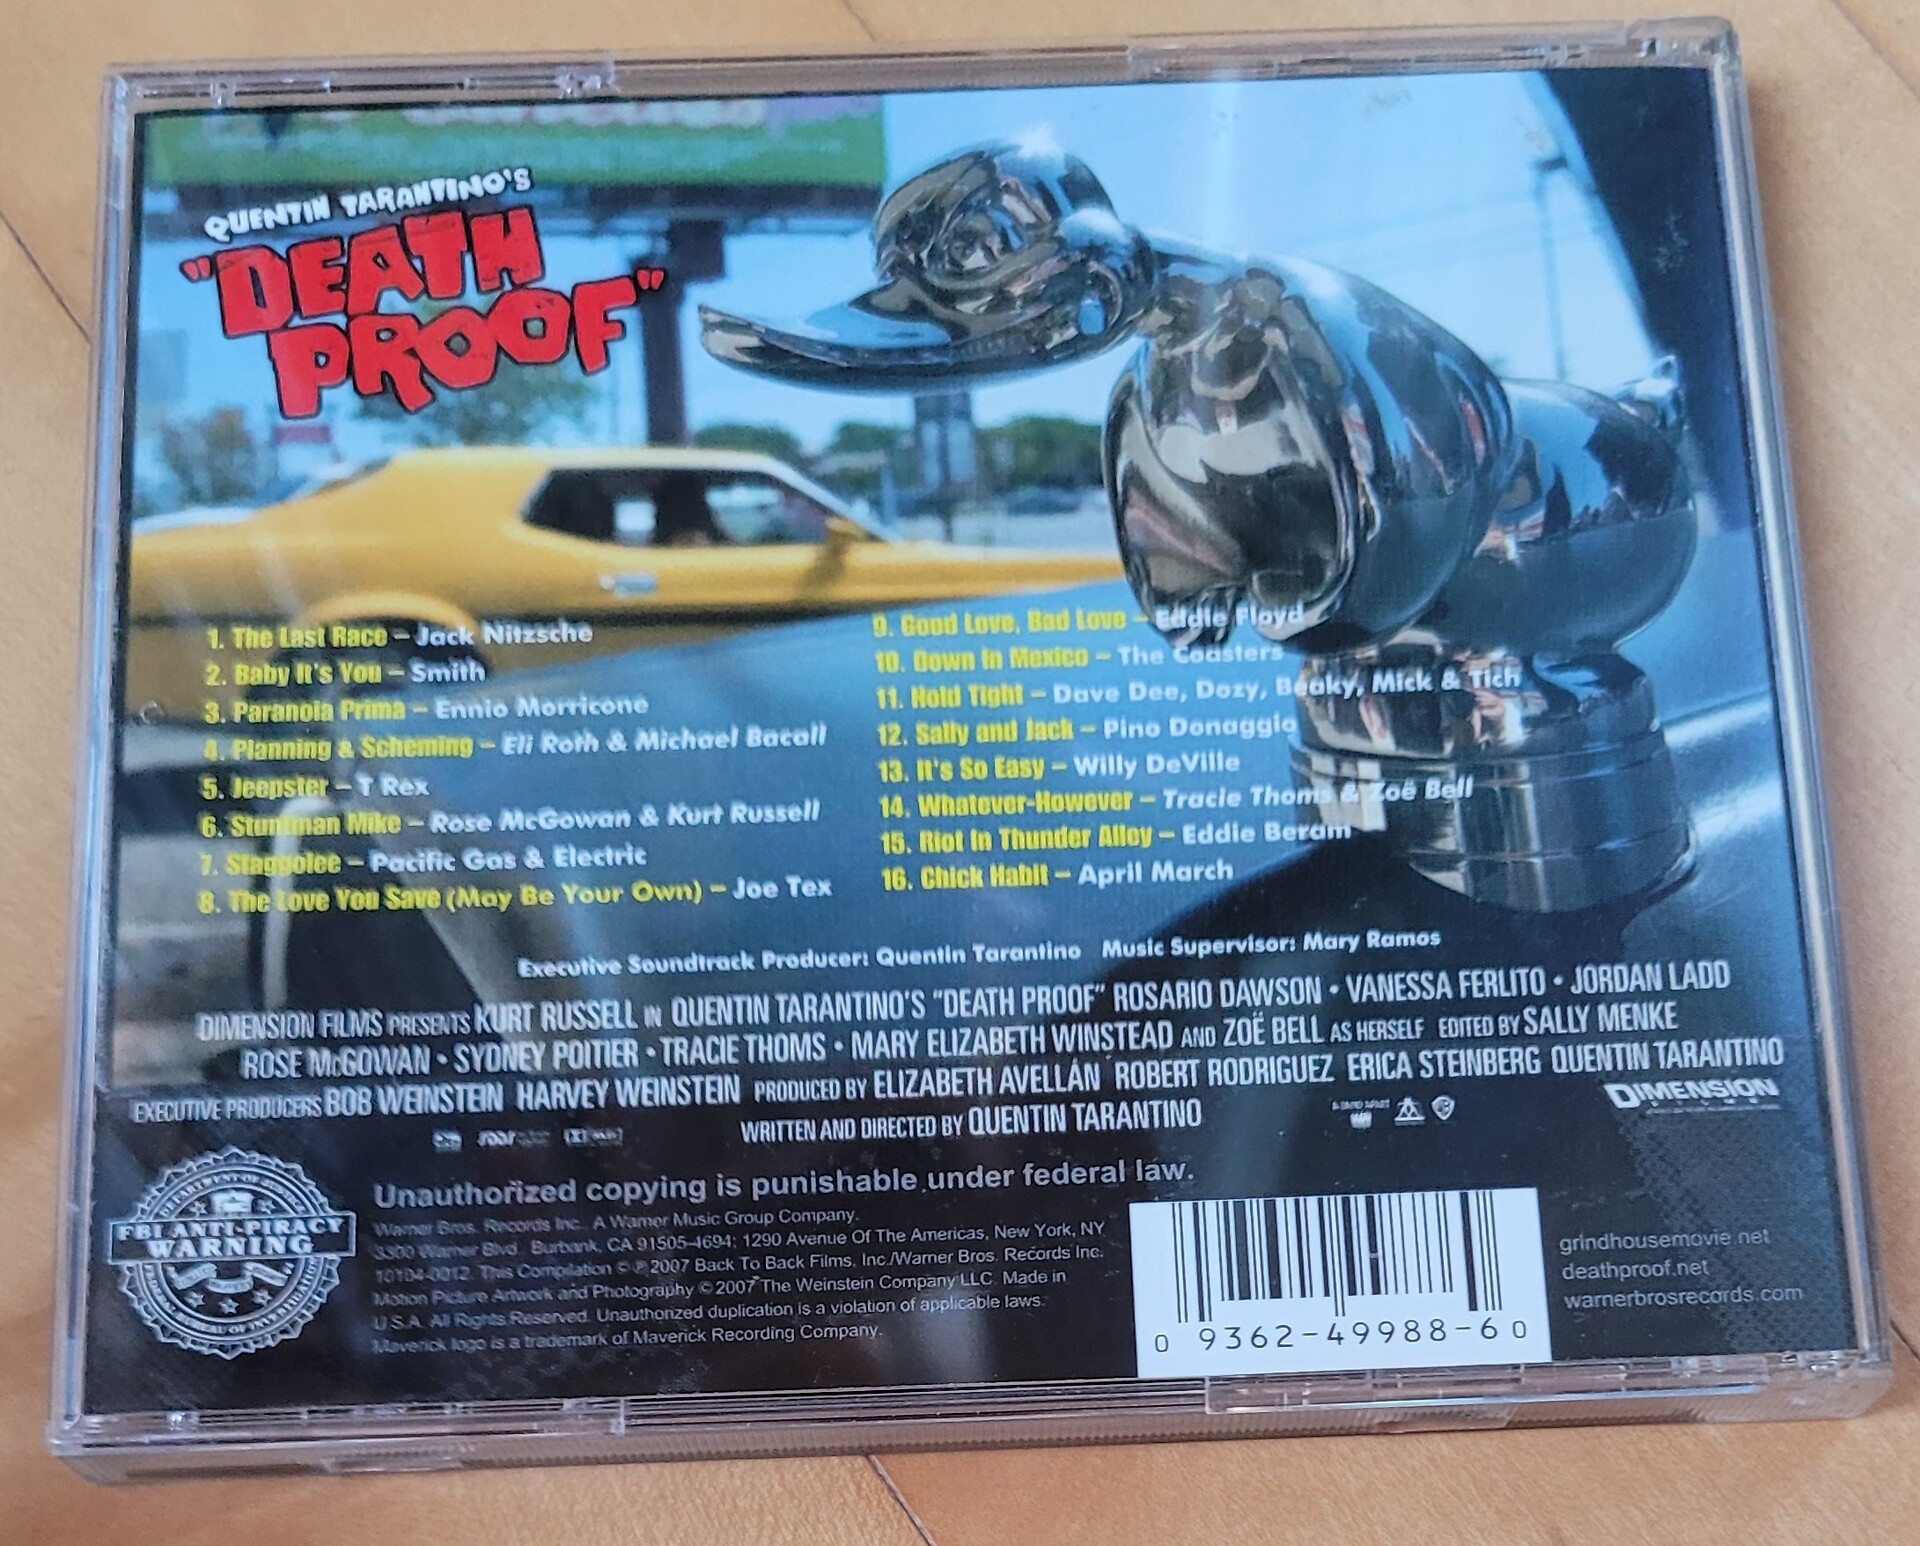 QUENTIN TARANTINO'S
"DEATH
PROOF"
1. The Last Race – Jack Nitzsche
2. Baby It's You – Smith
3. Paranoia Prima – Ennio Morricone
4. Planning & Scheming – Eli Roth & Michael Bacall
5. Jeepster – T Rex
6. Stuntman Mike – Rose McGowan & Kurt Russell
7. Staggolee – Pacific Gas & Electric
8. The Love You Save (May Be Your Own) – Joe Tex
9. Good Love, Bad Love – Eddie Floyd
10. Down In Mexico – The Coasters
11. Hold Tight – Dave Dee, Dozy, Beaky, Mick & Tich
12. Sally and Jack – Pino Donaggio
13. It's So Easy – Willy DeVille
14. Whatever-However – Tracie Thoms & Zoë Bell
15. Riot In Thunder Alley – Eddie Beram
16. Chick Habit – April March
Executive Soundtrack Producer: Quentin Tarantino Music Supervisor: Mary Ramos
DIMENSION FILMS PRESENTS KURT RUSSELL IN QUENTIN TARANTINO'S "DEATH PROOF" ROSARIO DAWSON • VANESSA FERLITO • JORDAN LADD
ROSE McGOWAN • SYDNEY POITIER • TRACIE THOMS • MARY ELIZABETH WINSTEAD AND ZOË BELL AS HERSELF EDITED BY SALLY MENKE
EXECUTIVE PRODUCERS BOB WEINSTEIN HARVEY WEINSTEIN PRODUCED BY ELIZABETH AVELLÁN ROBERT RODRIGUEZ ERICA STEINBERG QUENTIN TARANTINO
WRITTEN AND DIRECTED BY QUENTIN TARANTINO
DIMENSION
FBI ANTI-PIRACY
WARNING
Unauthorized copying is punishable under federal law.
Warner Bros. Records Inc. A Warner Music Group Company.
3300 Warner Blvd., Burbank, CA 91505-4694; 1290 Avenue Of The Americas, New York, NY
10104-0012. This Compilation © ℗ 2007 Back To Back Films, Inc./Warner Bros. Records Inc.
Motion Picture Artwork and Photography © 2007 The Weinstein Company LLC. Made in
U.S.A. All Rights Reserved. Unauthorized duplication is a violation of applicable laws.
Maverick logo is a trademark of Maverick Recording Company.
0 9362-49988-6 0
grindhousemovie.net
deathproof.net
warnerbrosrecords.com